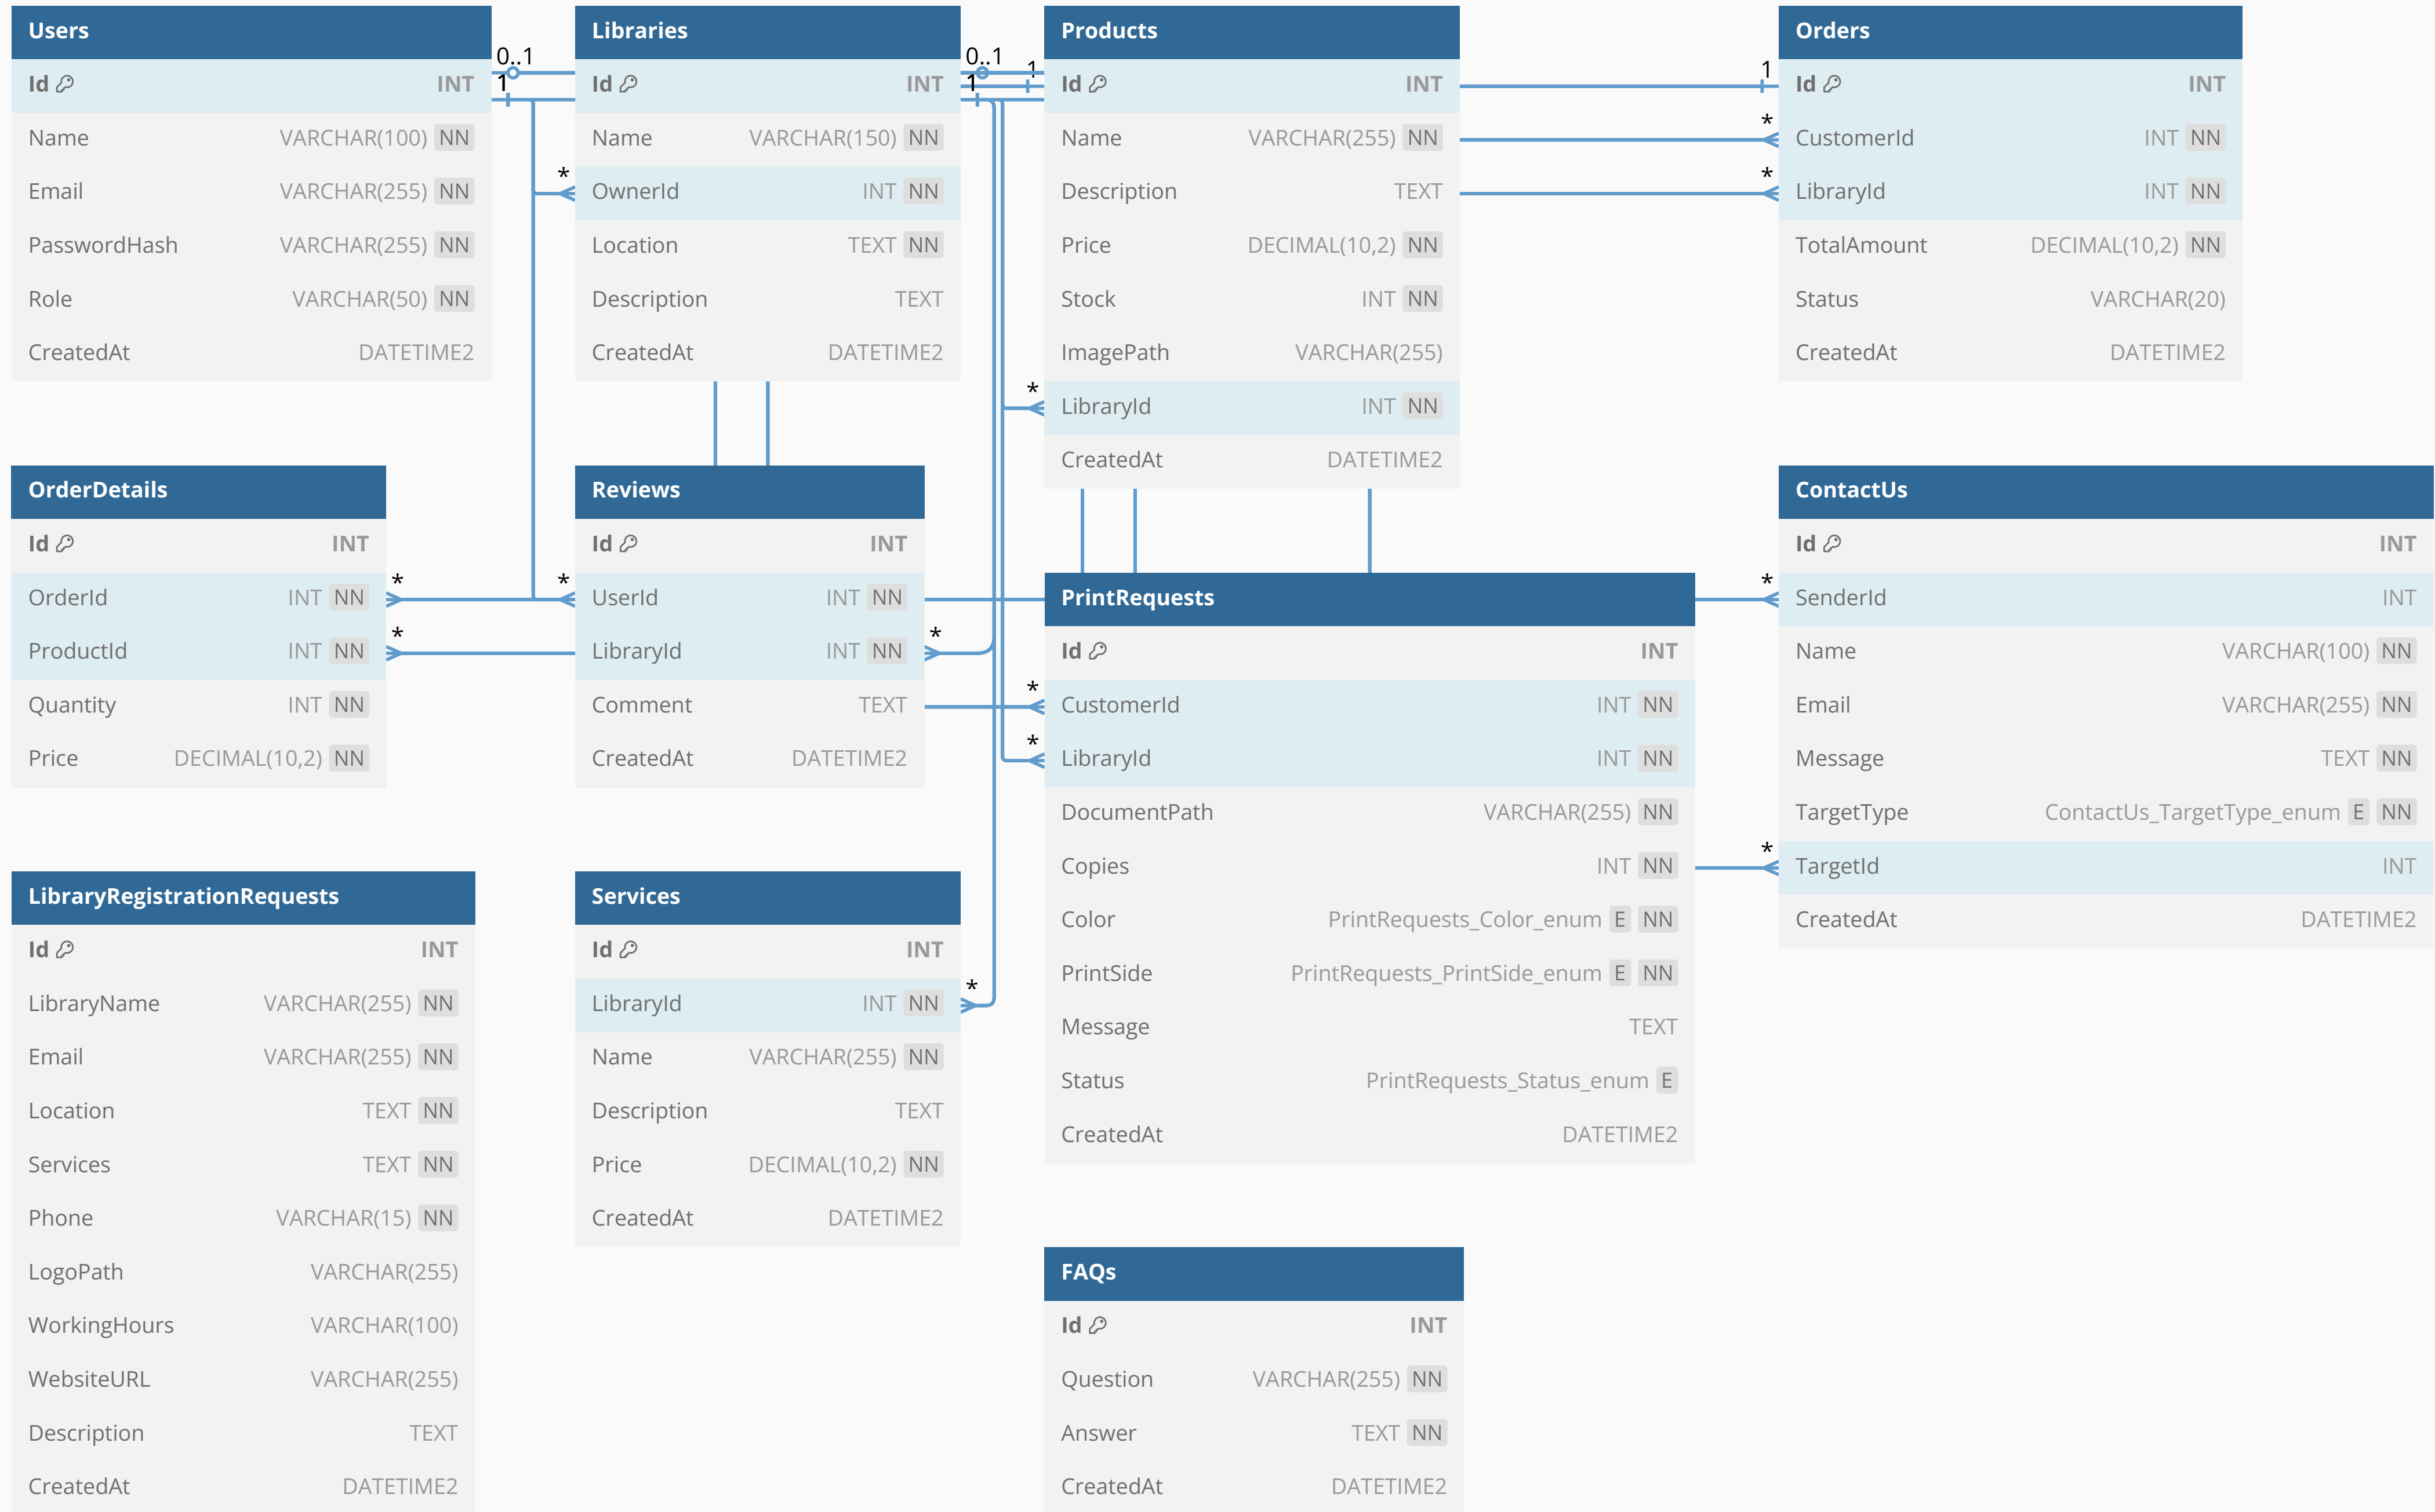 Users
Id INT
Name VARCHAR(100) NN
Email VARCHAR(255) NN
PasswordHash VARCHAR(255) NN
Role VARCHAR(50) NN
CreatedAt DATETIME2
0..1
1
Libraries
Id INT
Name VARCHAR(150) NN
* OwnerId INT NN
Location TEXT NN
Description TEXT
CreatedAt DATETIME2
0..1
1
1
Products
Id INT
Name VARCHAR(255) NN
Description TEXT
Price DECIMAL(10,2) NN
Stock INT NN
ImagePath VARCHAR(255)
* LibraryId INT NN
CreatedAt DATETIME2
Orders
1 Id INT
* CustomerId INT NN
* LibraryId INT NN
TotalAmount DECIMAL(10,2) NN
Status VARCHAR(20)
CreatedAt DATETIME2
OrderDetails
Id INT
OrderId INT NN *
ProductId INT NN *
Quantity INT NN
Price DECIMAL(10,2) NN
Reviews
Id INT
* UserId INT NN
LibraryId INT NN *
Comment TEXT
CreatedAt DATETIME2
PrintRequests
Id INT
* CustomerId INT NN
* LibraryId INT NN
DocumentPath VARCHAR(255) NN
Copies INT NN
Color PrintRequests_Color_enum E NN
PrintSide PrintRequests_PrintSide_enum E NN
Message TEXT
Status PrintRequests_Status_enum E
CreatedAt DATETIME2
ContactUs
Id INT
* SenderId INT
Name VARCHAR(100) NN
Email VARCHAR(255) NN
Message TEXT NN
TargetType ContactUs_TargetType_enum E NN
* TargetId INT
CreatedAt DATETIME2
LibraryRegistrationRequests
Id INT
LibraryName VARCHAR(255) NN
Email VARCHAR(255) NN
Location TEXT NN
Services TEXT NN
Phone VARCHAR(15) NN
LogoPath VARCHAR(255)
WorkingHours VARCHAR(100)
WebsiteURL VARCHAR(255)
Description TEXT
CreatedAt DATETIME2
Services
Id INT
LibraryId INT NN *
Name VARCHAR(255) NN
Description TEXT
Price DECIMAL(10,2) NN
CreatedAt DATETIME2
FAQs
Id INT
Question VARCHAR(255) NN
Answer TEXT NN
CreatedAt DATETIME2